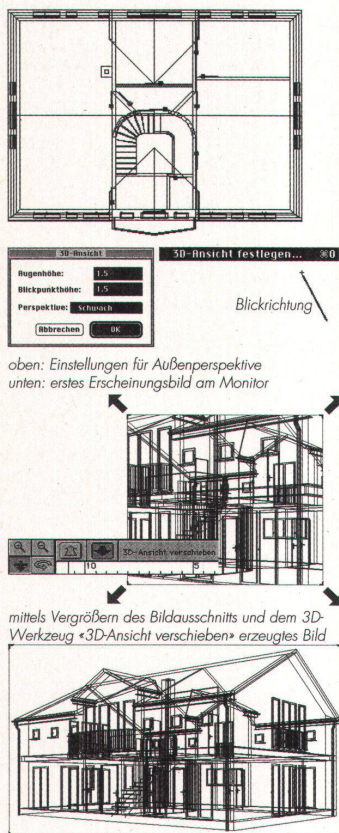 3D-Ansicht
Augenhöhe: 1.5
Blickpunkthöhe: 1.5
Perspektive: Schwach
Abbrechen OK
3D-Ansicht festlegen... ⌘0
Blickrichtung
oben: Einstellungen für Außenperspektive
unten: erstes Erscheinungsbild am Monitor
3D-Ansicht verschieben
10 5
mittels Vergrößern des Bildausschnitts und dem 3D-
Werkzeug «3D-Ansicht verschieben» erzeugtes Bild